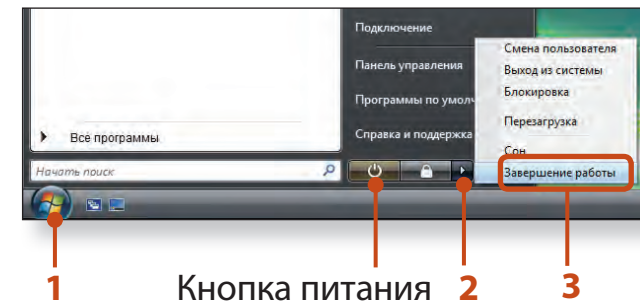 Подключение
Панель управления
Программы по умолч
Справка и поддержка
Все программы
Начать поиск
Смена пользователя
Выход из системы
Блокировка
Перезагрузка
Сон
Завершение работы
1
Кнопка питания
2
3